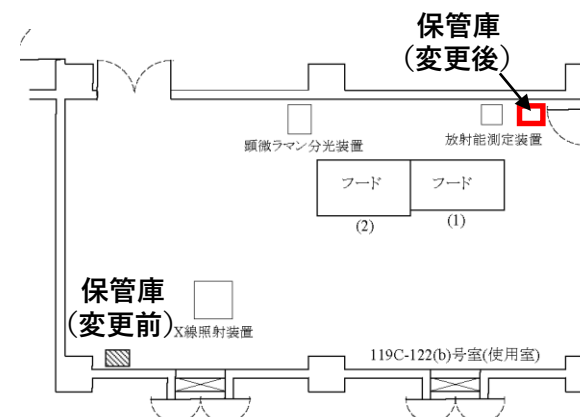 保管庫
(変更後)
顕微ラマン分光装置
放射能測定装置
フード
フード
(2)
(1)
保管庫
(変更前)
X線照射装置
119C-122(b)号室(使用室)